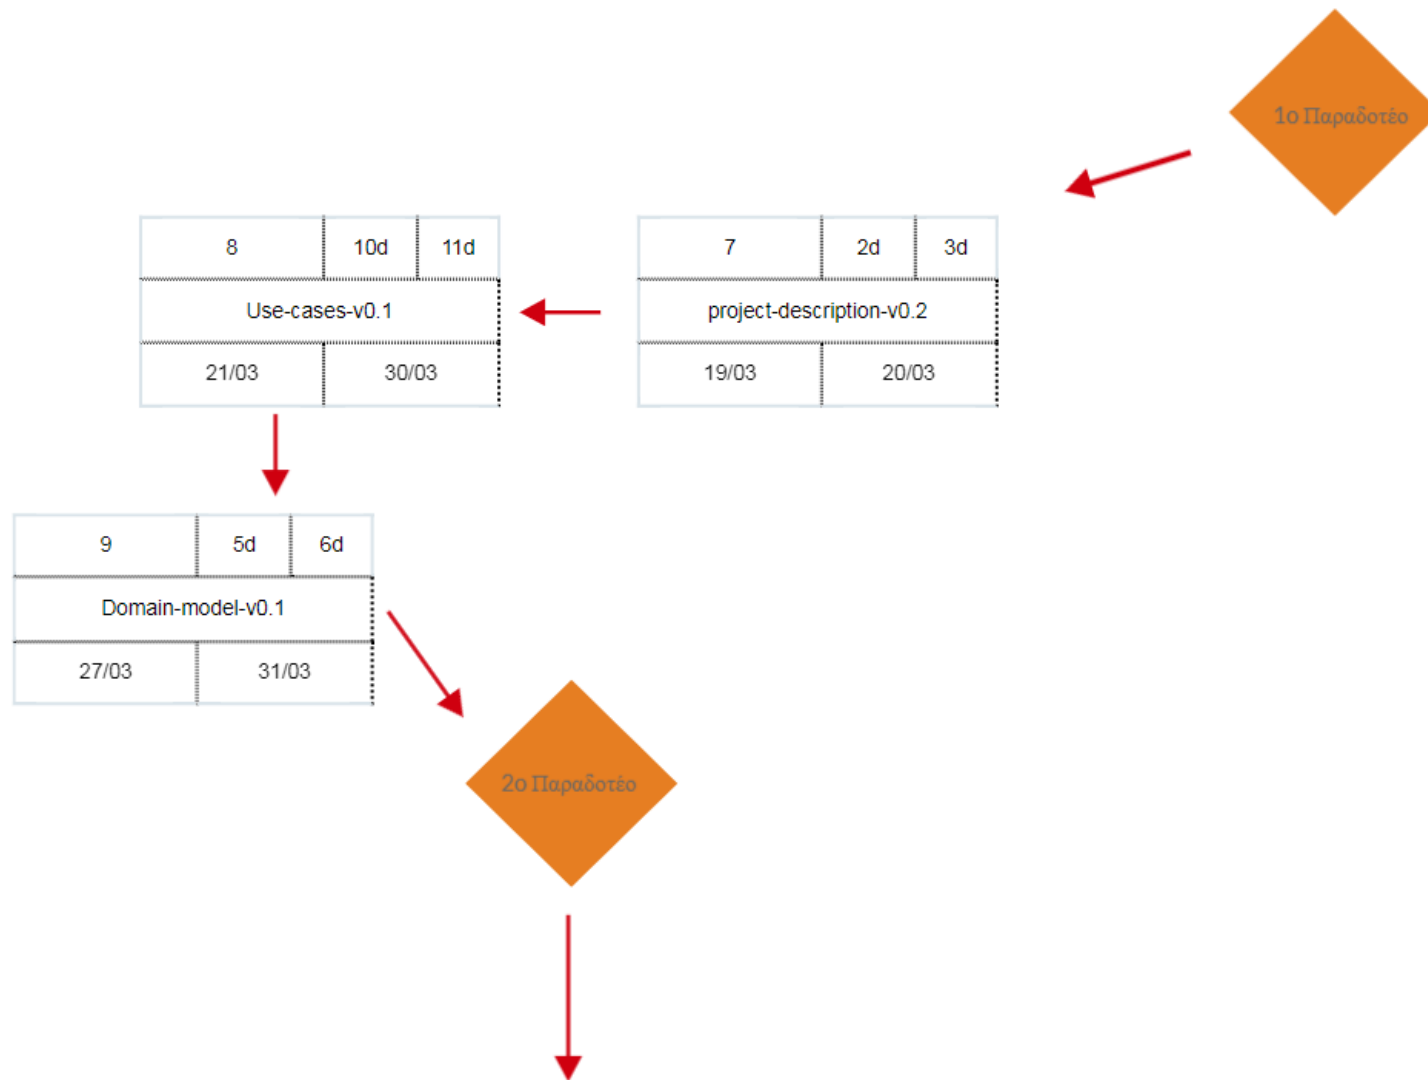 1ο Παραδοτέο
8 10d 11d
Use-cases-v0.1
21/03 30/03
7 2d 3d
project-description-v0.2
19/03 20/03
9 5d 6d
Domain-model-v0.1
27/03 31/03
2ο Παραδοτέο